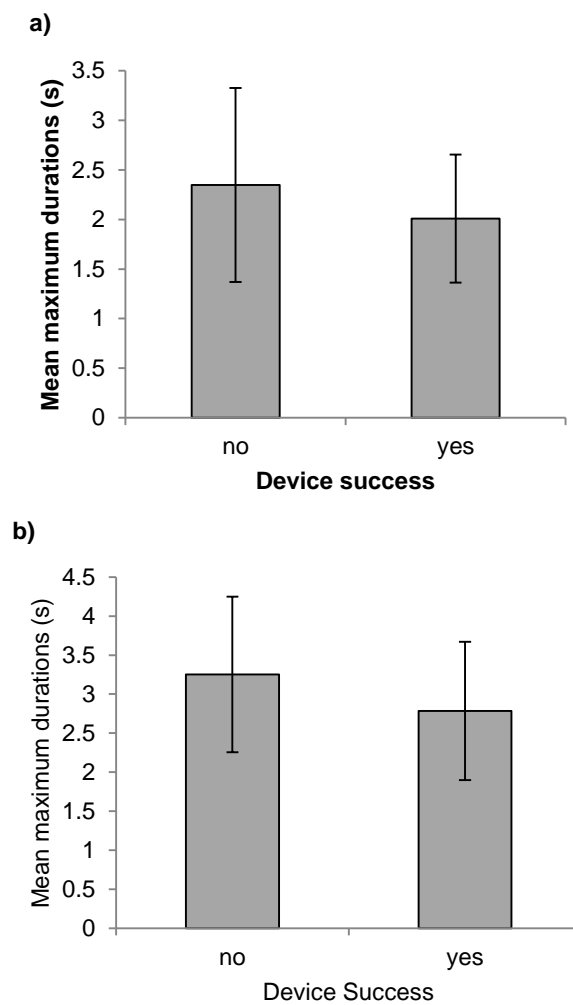 a)
Mean maximum durations (s)
3.5
3
2.5
2
1.5
1
0.5
0
no yes
Device success
b)
Mean maximum durations (s)
4.5
4
3.5
3
2.5
2
1.5
1
0.5
0
no yes
Device Success